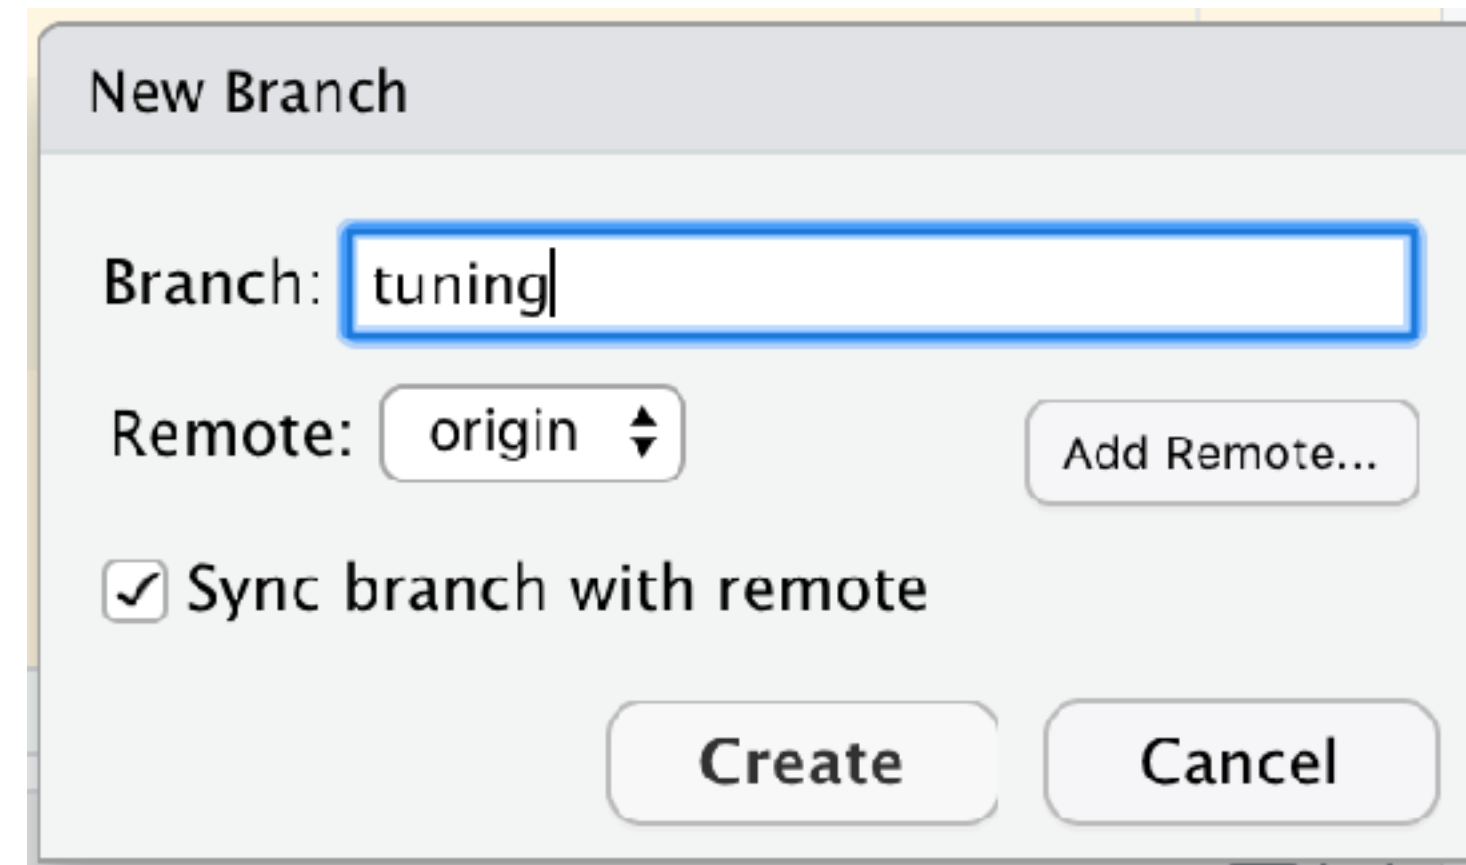 New Branch
Branch: tuning
Remote: origin Add Remote...
Sync branch with remote
Create Cancel